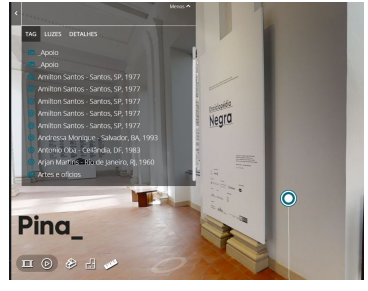 Menos
TAG LUZES DETALHES
_Apoio
_Apoio
Amilton Santos - Santos, SP, 1977
Amilton Santos - Santos, SP, 1977
Amilton Santos - Santos, SP, 1977
Amilton Santos - Santos, SP, 1977
Amilton Santos - Santos, SP, 1977
Andressa Monique - Salvador, BA, 1993
Antonio Obá - Ceilândia, DF, 1983
Arjan Martins - Rio de Janeiro, RJ, 1960
Artes e ofícios
Enciclopédia
Negra
Pina_